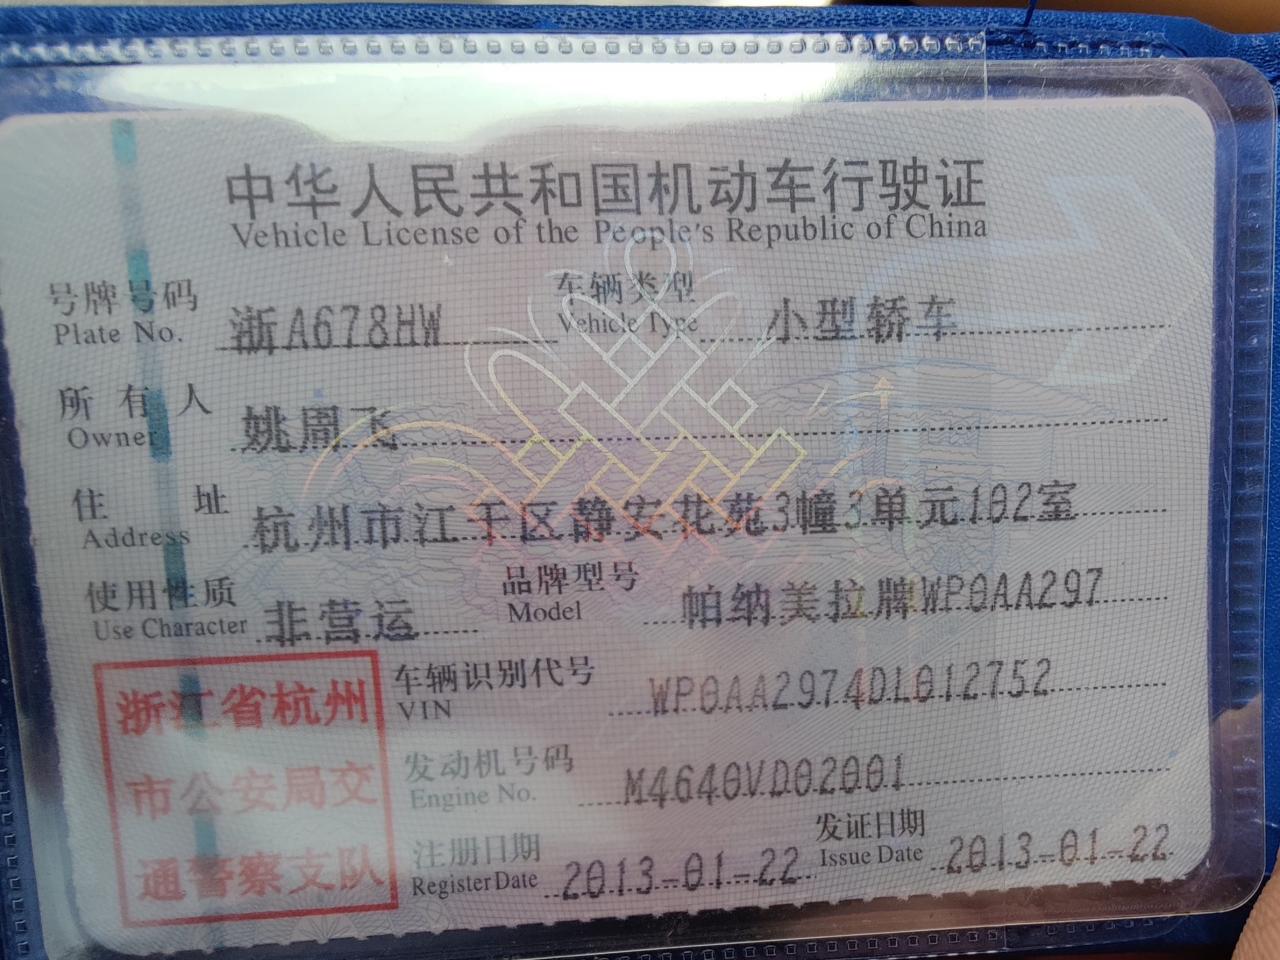 中华人民共和国机动车行驶证
Vehicle License of the People's Republic of China
号牌号码 浙A678HW 车辆类型 小型轿车
Plate No. Vehicle Type
所有人 姚周飞
Owner
住址 杭州市江干区静安花苑3幢3单元102室
Address
使用性质 非营运 品牌型号 帕纳美拉牌WP0AA297
Use Character Model
车辆识别代号 WP0AA2974DL012752
VIN
发动机号码 M4640VD02001
Engine No.
注册日期 2013-01-22 发证日期 2013-01-22
Register Date Issue Date
浙江省杭州
市公安局交
通警察支队